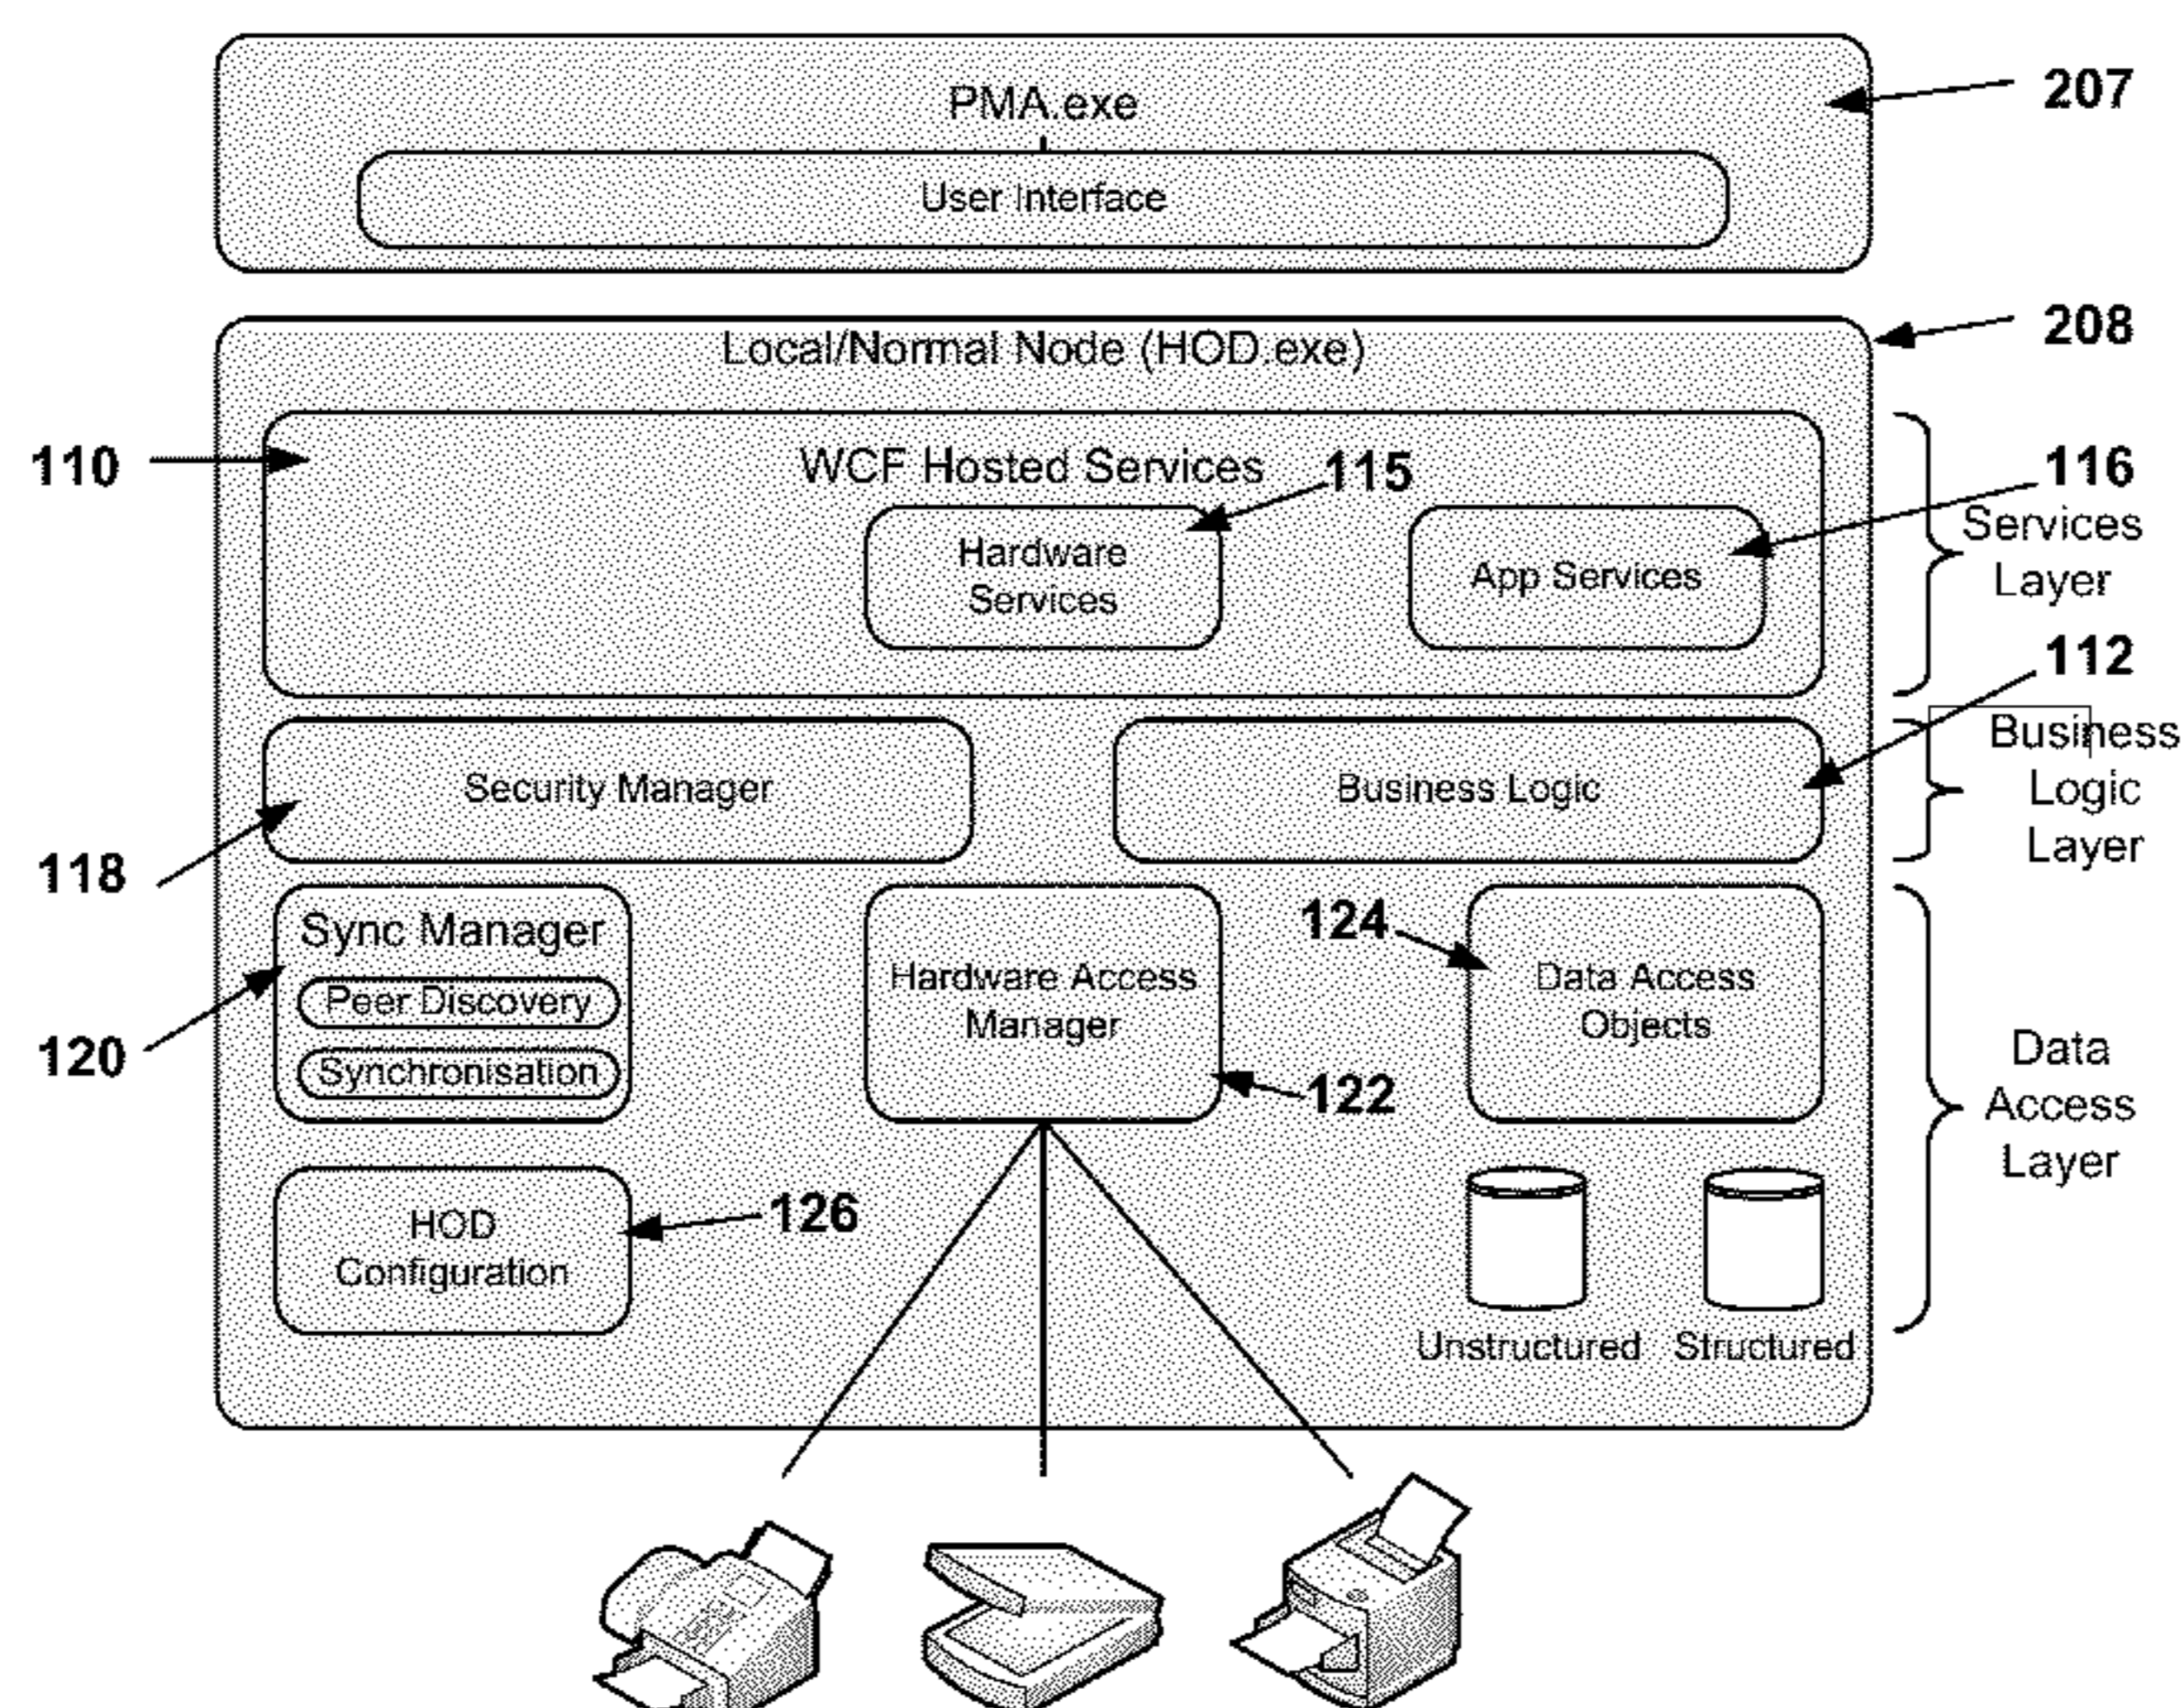 PMA.exe
207
User Interface
208
Local/Normal Node (HOD.exe)
110
WCF Hosted Services
115
116
Hardware
Services
App Services
Services
Layer
112
Security Manager
Business Logic
Business
Logic
Layer
118
Sync Manager
Peer Discovery
Synchronisation
120
Hardware Access
Manager
122
124
Data Access
Objects
Data
Access
Layer
HOD
Configuration
126
Unstructured
Structured